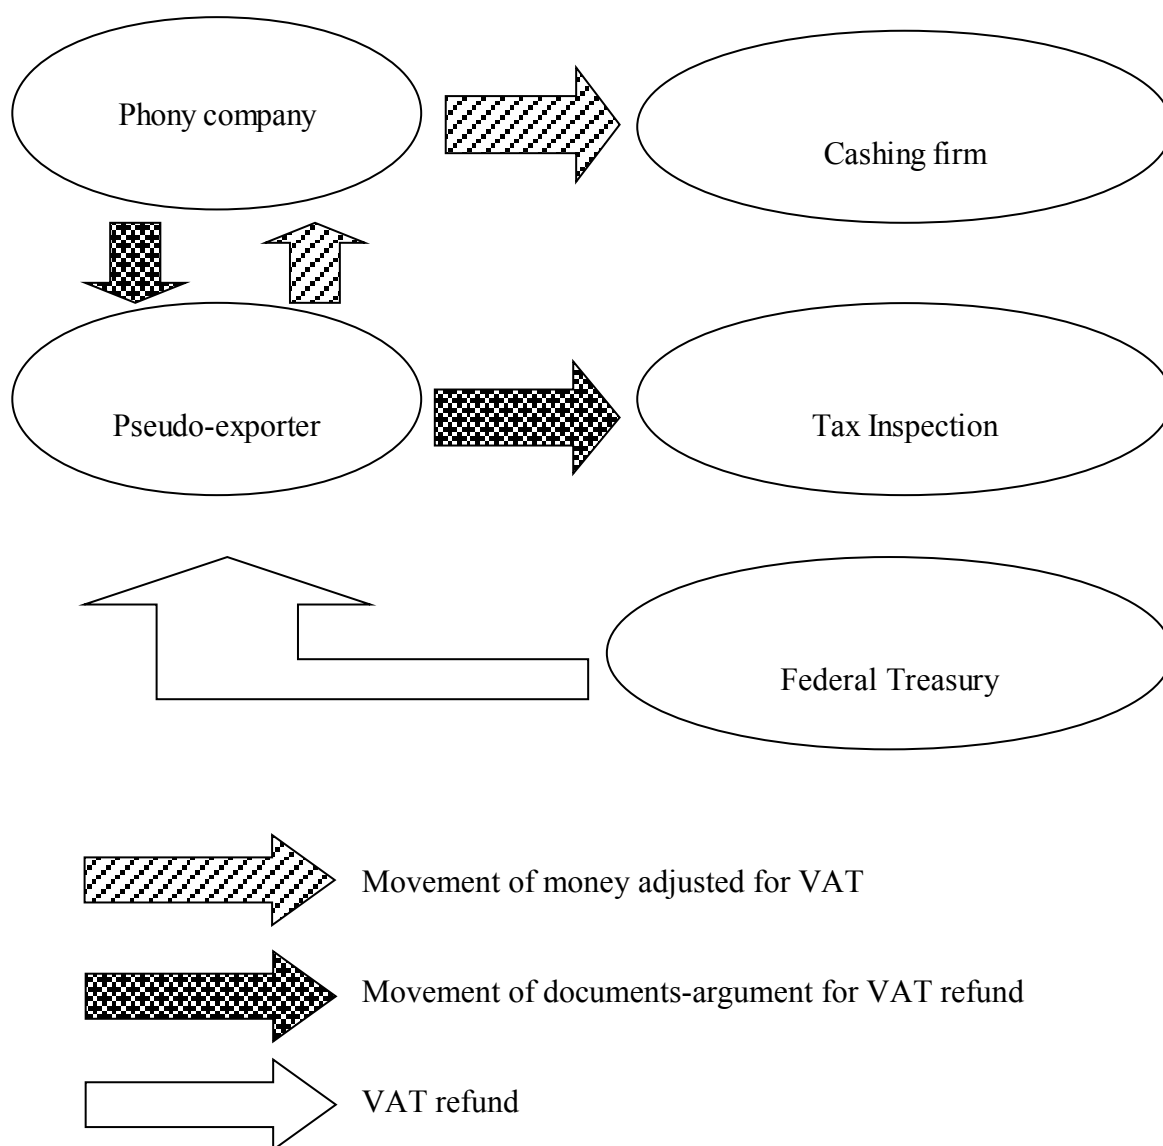 Phony company
Cashing firm
Pseudo-exporter
Tax Inspection
Federal Treasury
Movement of money adjusted for VAT
Movement of documents-argument for VAT refund
VAT refund